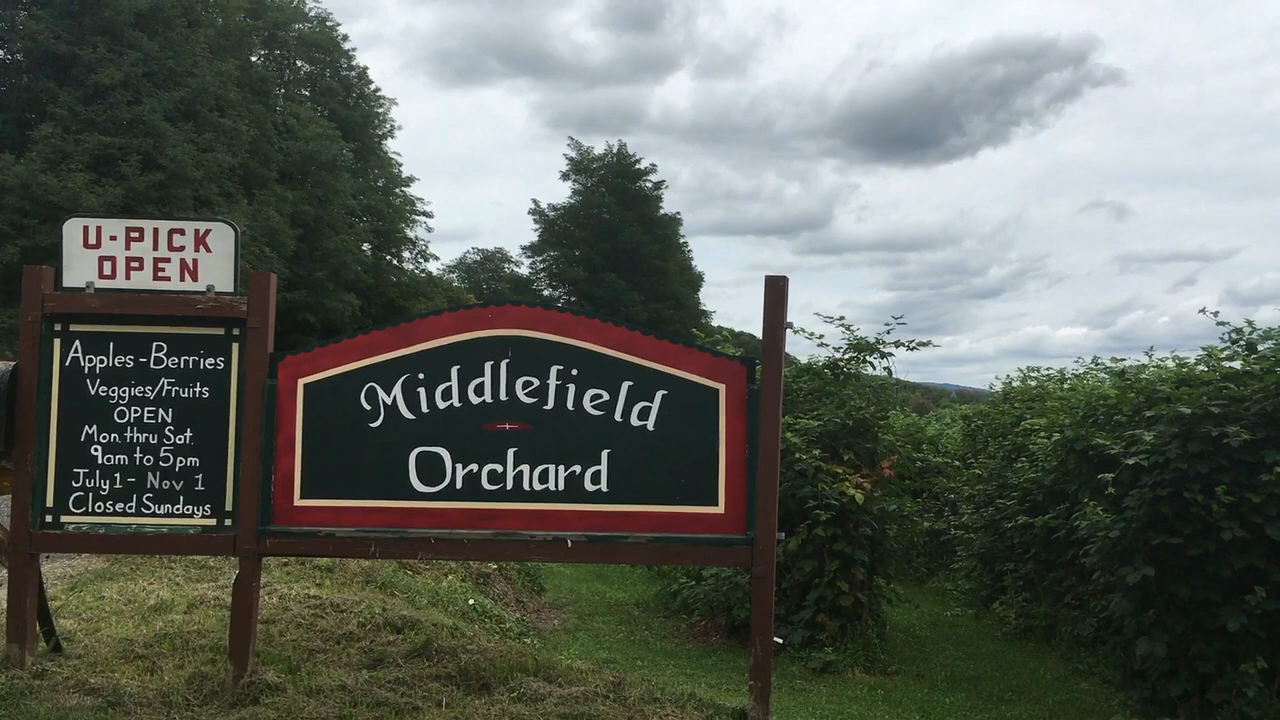 U-PICK
OPEN
Apples-Berries
Veggies/Fruits
OPEN
Mon. thru Sat.
9am to 5pm
July 1 - Nov 1
Closed Sundays
Middlefield
Orchard